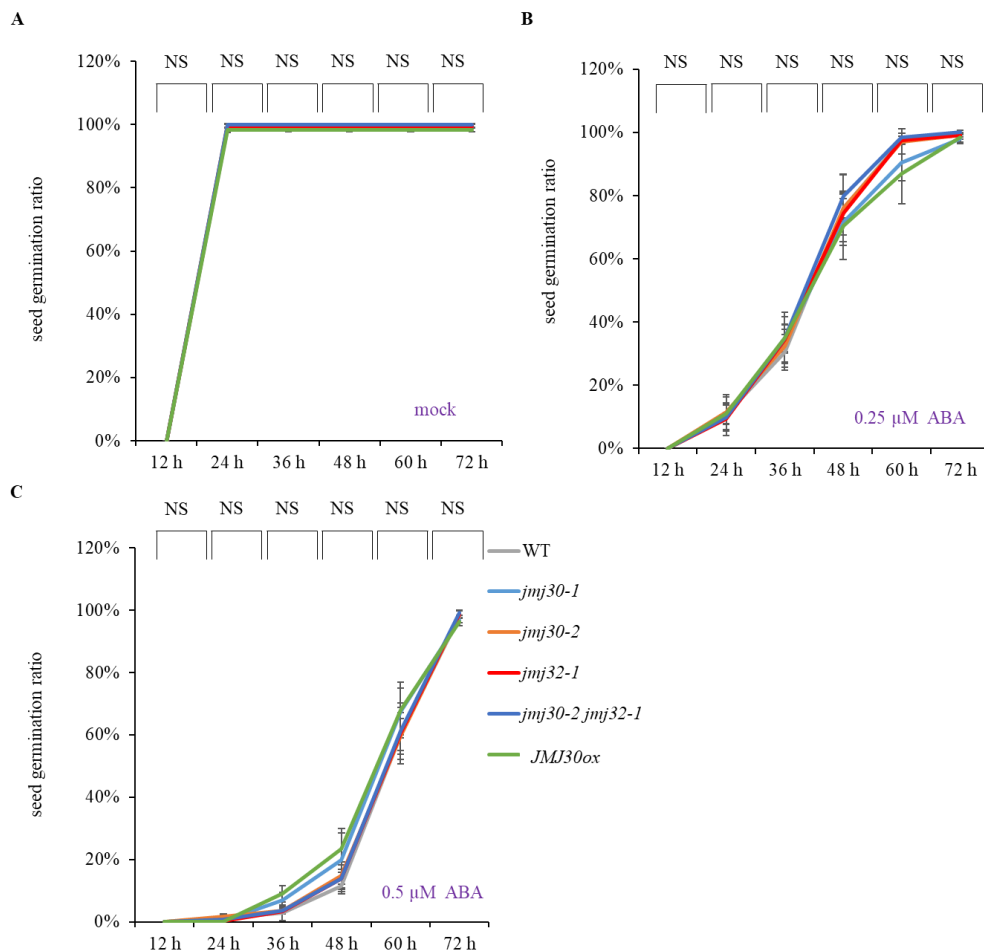 A
NS NS NS NS NS NS
120%
100%
80%
60%
40%
20%
0%
seed germination ratio
mock
12 h 24 h 36 h 48 h 60 h 72 h
B
NS NS NS NS NS NS
120%
100%
80%
60%
40%
20%
0%
seed germination ratio
0.25 μM ABA
12 h 24 h 36 h 48 h 60 h 72 h
C
NS NS NS NS NS NS
120%
100%
80%
60%
40%
20%
0%
seed germination ratio
0.5 μM ABA
12 h 24 h 36 h 48 h 60 h 72 h
WT
jmj30-1
jmj30-2
jmj32-1
jmj30-2 jmj32-1
JMJ30ox